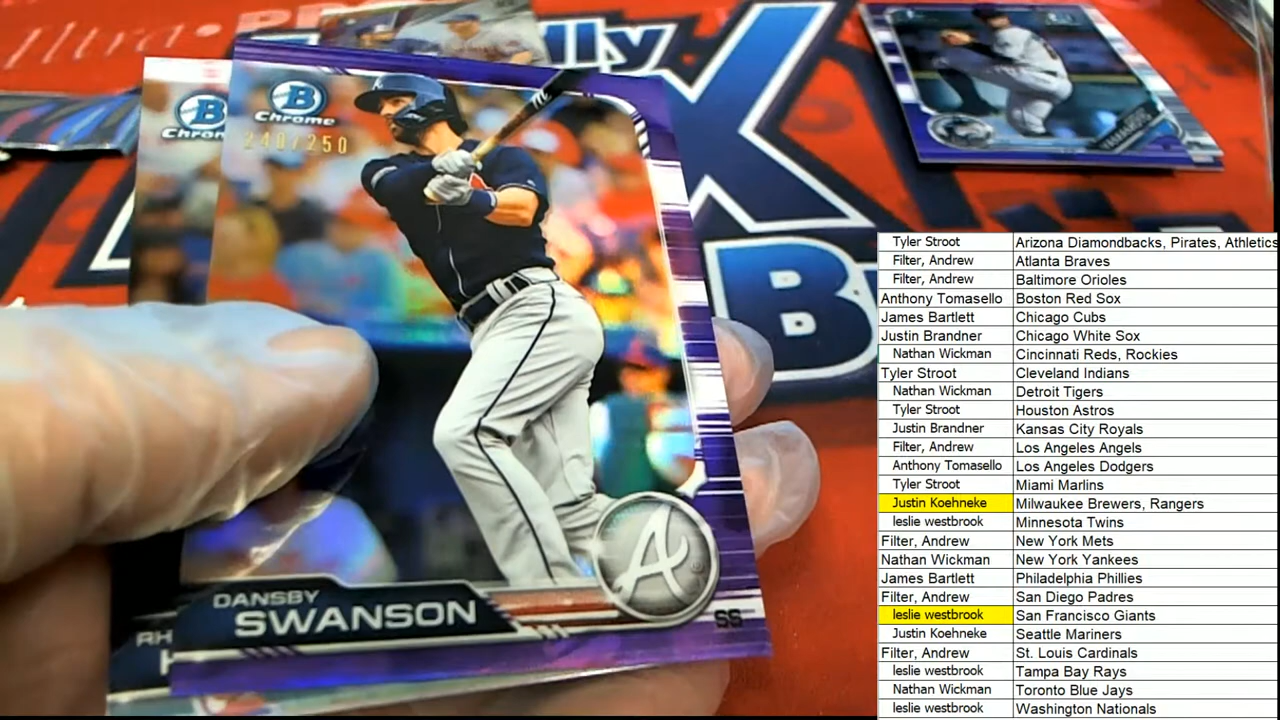 Ultra
lly
X
B
B
Chrome
240/250
B
Chrom
A
DANSBY
SWANSON
SS
RH
Tyler Stroot Arizona Diamondbacks, Pirates, Athletics
Filter, Andrew Atlanta Braves
Filter, Andrew Baltimore Orioles
Anthony Tomasello Boston Red Sox
James Bartlett Chicago Cubs
Justin Brandner Chicago White Sox
Nathan Wickman Cincinnati Reds, Rockies
Tyler Stroot Cleveland Indians
Nathan Wickman Detroit Tigers
Tyler Stroot Houston Astros
Justin Brandner Kansas City Royals
Filter, Andrew Los Angeles Angels
Anthony Tomasello Los Angeles Dodgers
Tyler Stroot Miami Marlins
Justin Koehneke Milwaukee Brewers, Rangers
leslie westbrook Minnesota Twins
Filter, Andrew New York Mets
Nathan Wickman New York Yankees
James Bartlett Philadelphia Phillies
Filter, Andrew San Diego Padres
leslie westbrook San Francisco Giants
Justin Koehneke Seattle Mariners
Filter, Andrew St. Louis Cardinals
leslie westbrook Tampa Bay Rays
Nathan Wickman Toronto Blue Jays
leslie westbrook Washington Nationals